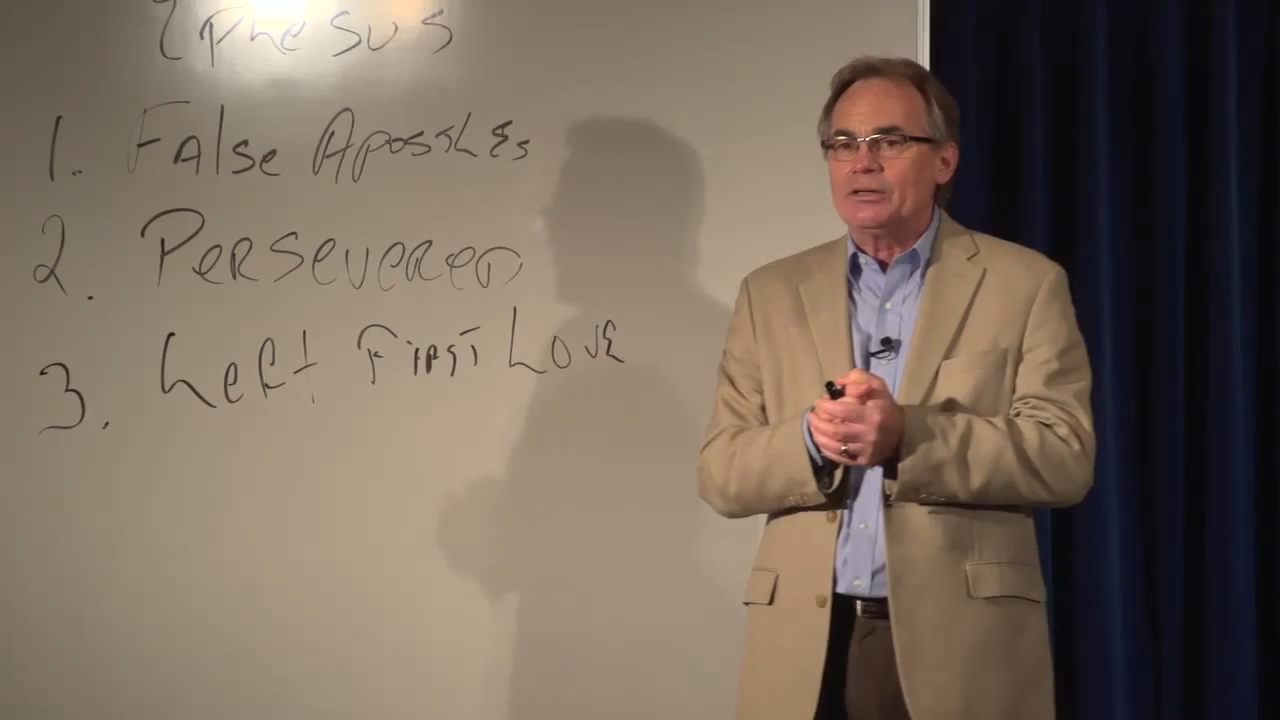 Ephesus
1. False Apostles
2. Persevered
3. Left First Love